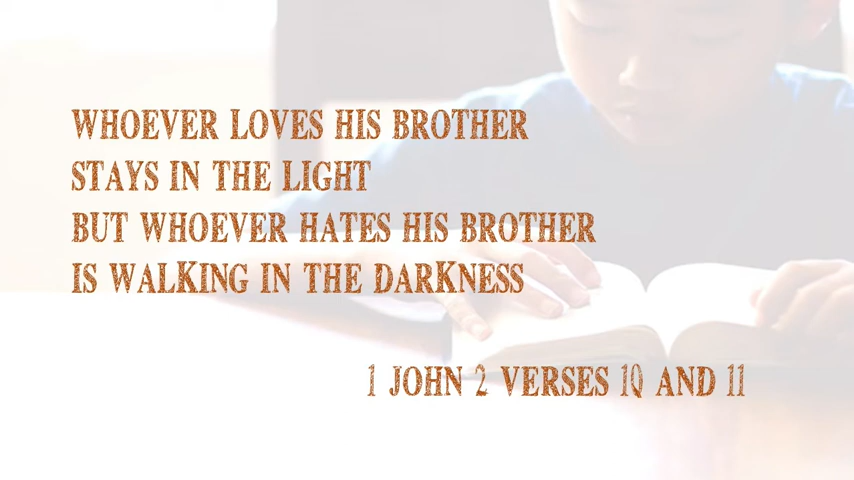 WHOEVER LOVES HIS BROTHER
STAYS IN THE LIGHT
BUT WHOEVER HATES HIS BROTHER
IS WALKING IN THE DARKNESS
1 JOHN 2 VERSES 10 AND 11